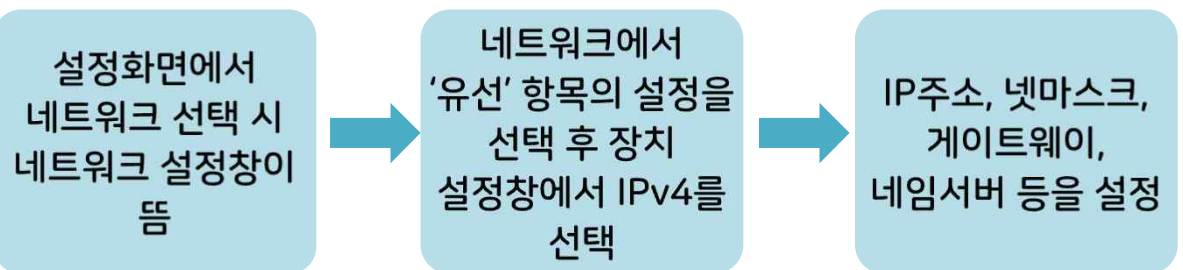 설정화면에서
네트워크 선택 시
네트워크 설정창이
뜸
네트워크에서
‘유선’ 항목의 설정을
선택 후 장치
설정창에서 IPv4를
선택
IP주소, 넷마스크,
게이트웨이,
네임서버 등을 설정